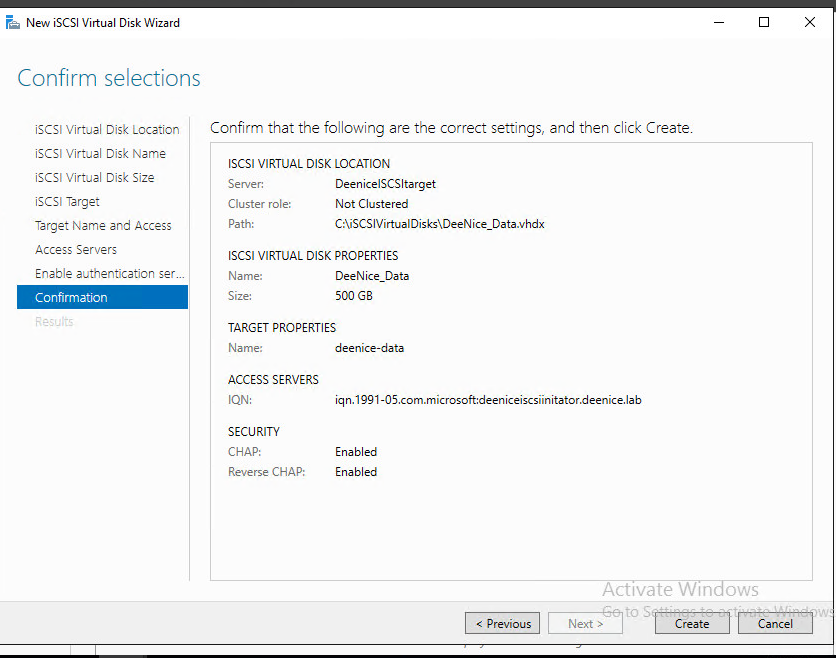 New iSCSI Virtual Disk Wizard
Confirm selections
iSCSI Virtual Disk Location
iSCSI Virtual Disk Name
iSCSI Virtual Disk Size
iSCSI Target
Target Name and Access
Access Servers
Enable authentication ser...
Confirmation
Results
Confirm that the following are the correct settings, and then click Create.
ISCSI VIRTUAL DISK LOCATION
Server: DeeniceISCSItarget
Cluster role: Not Clustered
Path: C:\iSCSIVirtualDisks\DeeNice_Data.vhdx
ISCSI VIRTUAL DISK PROPERTIES
Name: DeeNice_Data
Size: 500 GB
TARGET PROPERTIES
Name: deenice-data
ACCESS SERVERS
IQN: iqn.1991-05.com.microsoft:deeniceiscsiinitator.deenice.lab
SECURITY
CHAP: Enabled
Reverse CHAP: Enabled
Activate Windows
Go to Settings to activate Windows
< Previous
Next >
Create
Cancel